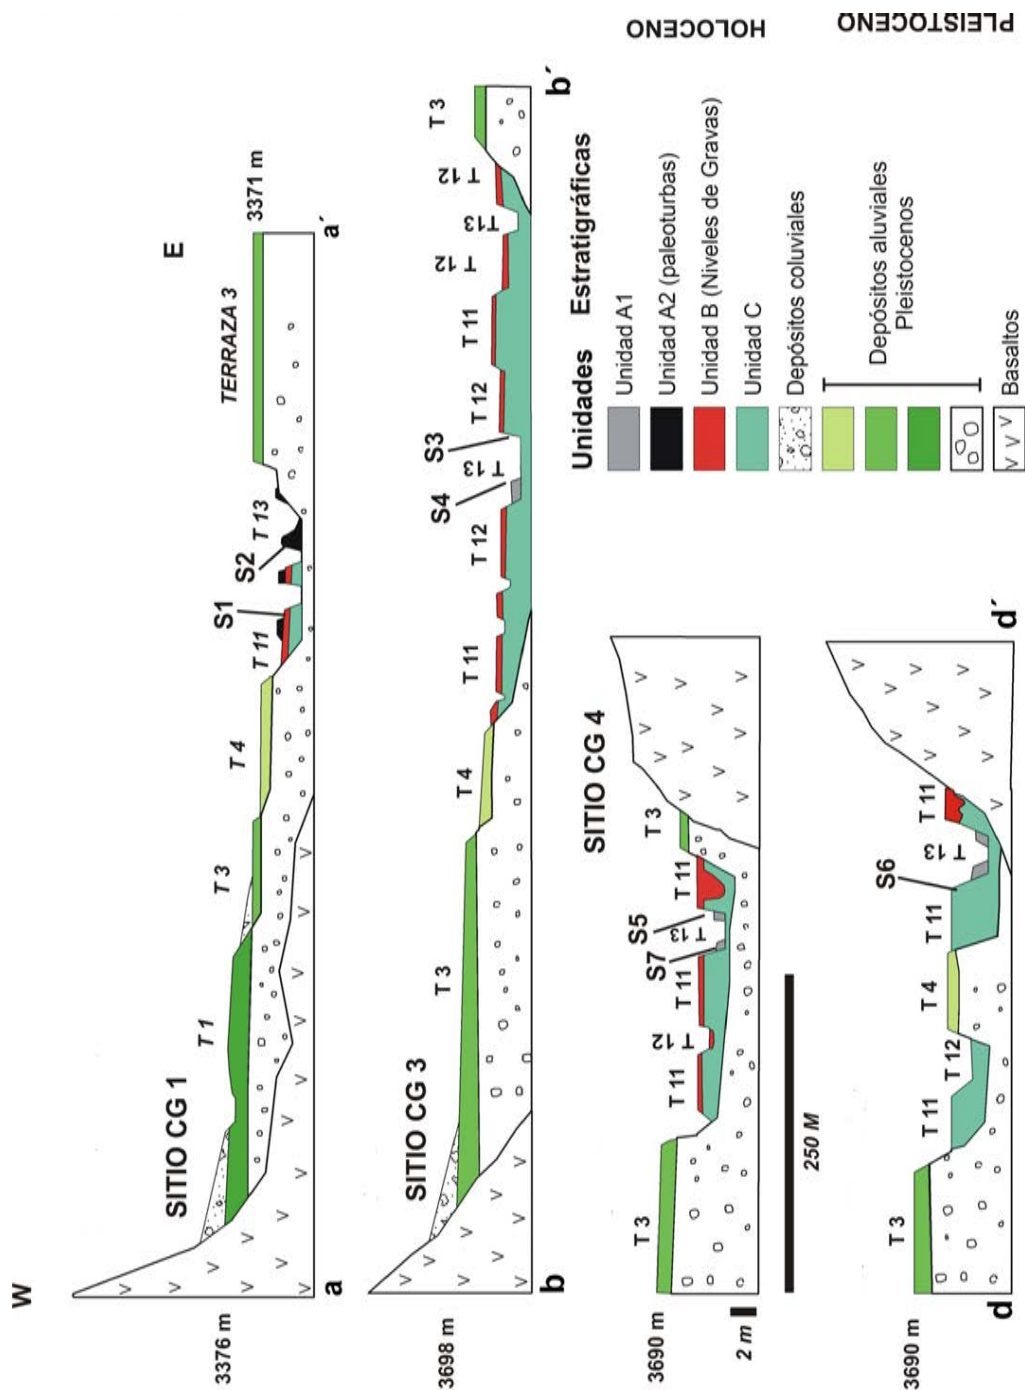 W
E
SITIO CG 1
3376 m
3371 m
a
a´
T 1
T 3
T 4
T 11
S1
S2
T 13
TERRAZA 3
SITIO CG 3
3698 m
b
b´
T 3
T 4
T 11
T 12
S4
T 13
S3
T 12
T 11
T 12
T13
T 12
T 3
SITIO CG 4
3690 m
2 m
T 3
T 11
T 12
T 11
S7
T 13
S5
T 11
T 3
250 M
3690 m
d
d´
T 3
T 11
T 12
T 4
T 11
S6
T 13
T 11
Unidades Estratigráficas
Unidad A1
Unidad A2 (paleoturbas)
Unidad B (Niveles de Gravas)
Unidad C
Depósitos coluviales
Depósitos aluviales
Pleistocenos
Basaltos
HOLOCENO
PLEISTOCENO